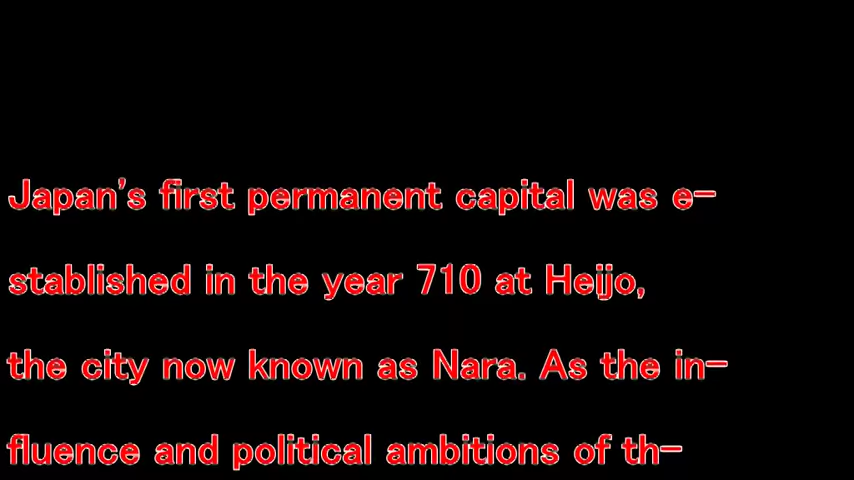 Japan's first permanent capital was e-
stablished in the year 710 at Heijo,
the city now known as Nara. As the in-
fluence and political ambitions of th-